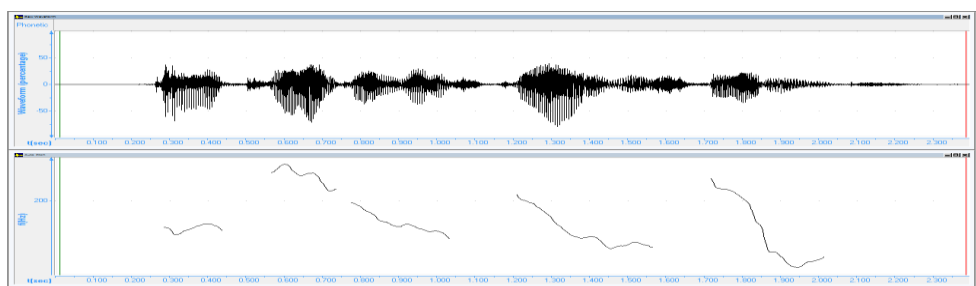 Phonetic
Waveform (percentage)
50
0
-50
t[sec] 0.100 0.200 0.300 0.400 0.500 0.600 0.700 0.800 0.900 1.000 1.100 1.200 1.300 1.400 1.500 1.600 1.700 1.800 1.900 2.000 2.100 2.200 2.300
f(Hz)
200
t[sec] 0.100 0.200 0.300 0.400 0.500 0.600 0.700 0.800 0.900 1.000 1.100 1.200 1.300 1.400 1.500 1.600 1.700 1.800 1.900 2.000 2.100 2.200 2.300